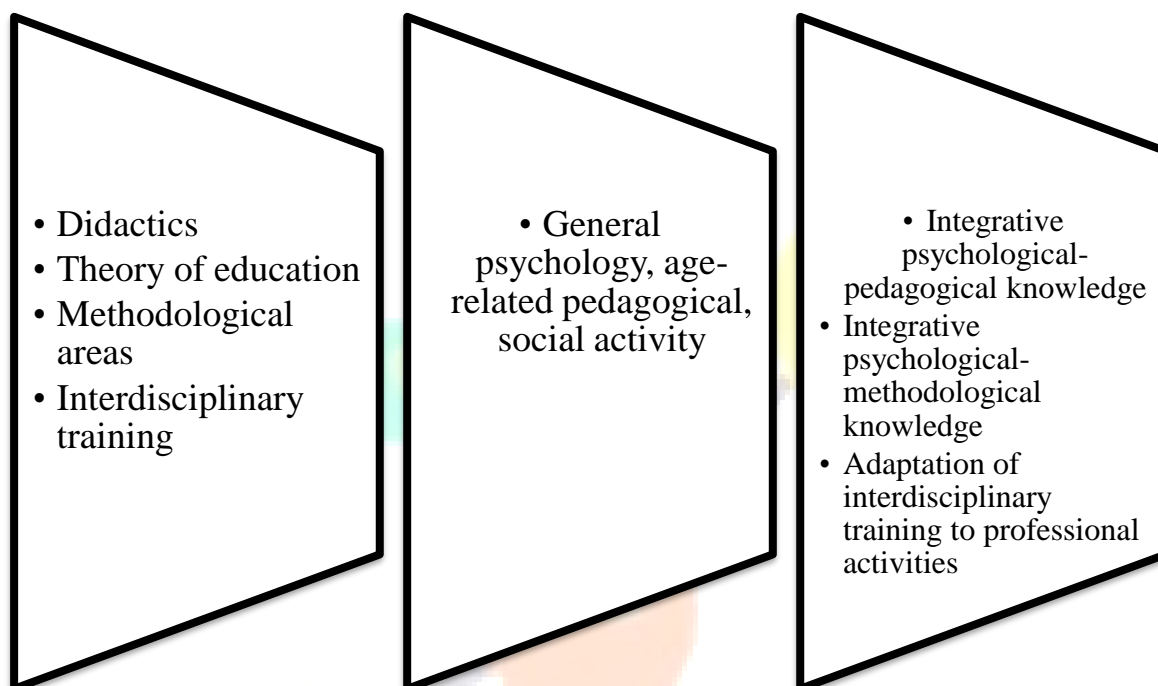 • Didactics
• Theory of education
• Methodological
areas
• Interdisciplinary
training
• General
psychology, age-
related pedagogical,
social activity
• Integrative
psychological-
pedagogical knowledge
• Integrative
psychological-
methodological
knowledge
• Adaptation of
interdisciplinary
training to professional
activities